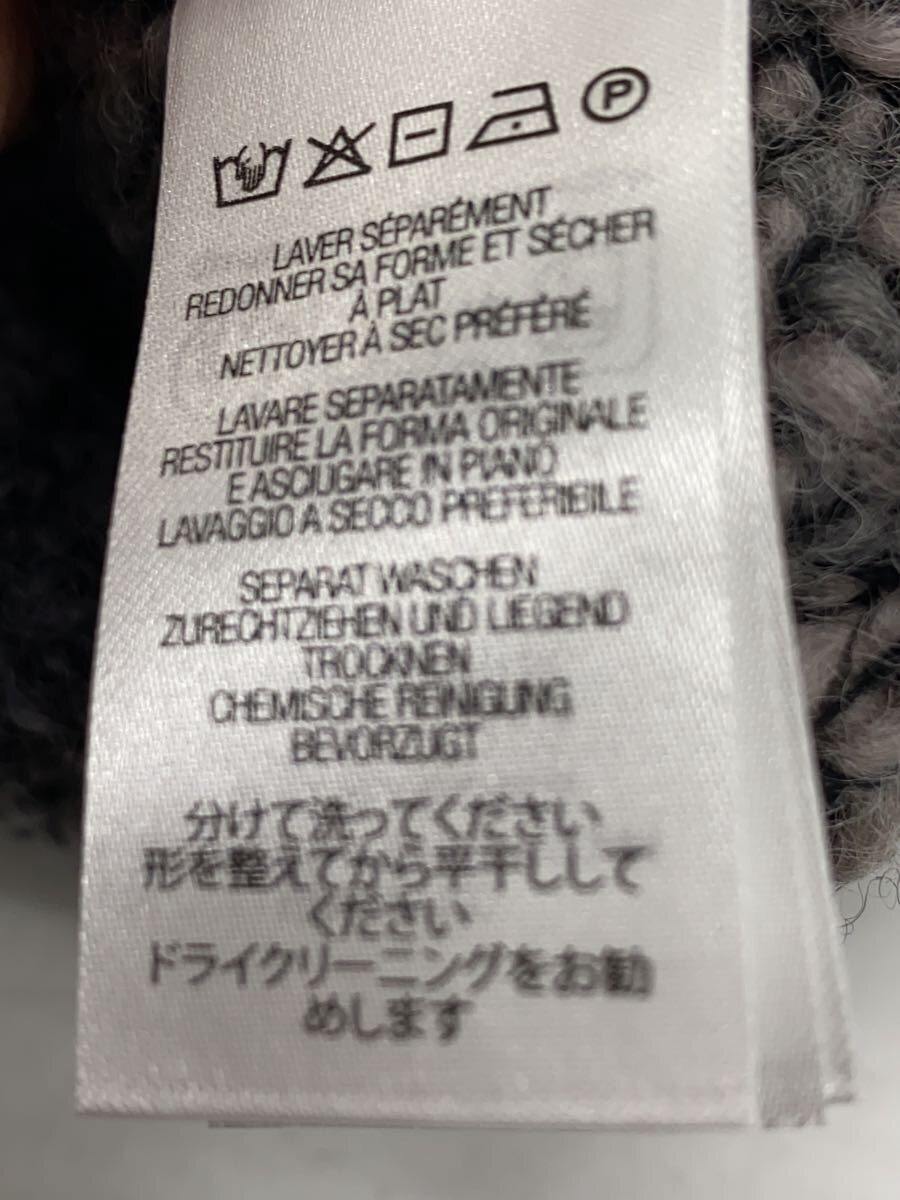 P
LAVER SÉPARÉMENT
REDONNER SA FORME ET SÉCHER
À PLAT
NETTOYER À SEC PRÉFÉRÉ
LAVARE SEPARATAMENTE
RESTITUIRE LA FORMA ORIGINALE
E ASCIUGARE IN PIANO
LAVAGGIO A SECCO PREFERIBILE
SEPARAT WASCHEN
ZURECHTZIEHEN UND LIEGEND
TROCKNEN
CHEMISCHE REINIGUNG
BEVORZUGT
分けて洗ってください
形を整えてから平干しして
ください
ドライクリーニングをお勧
めします